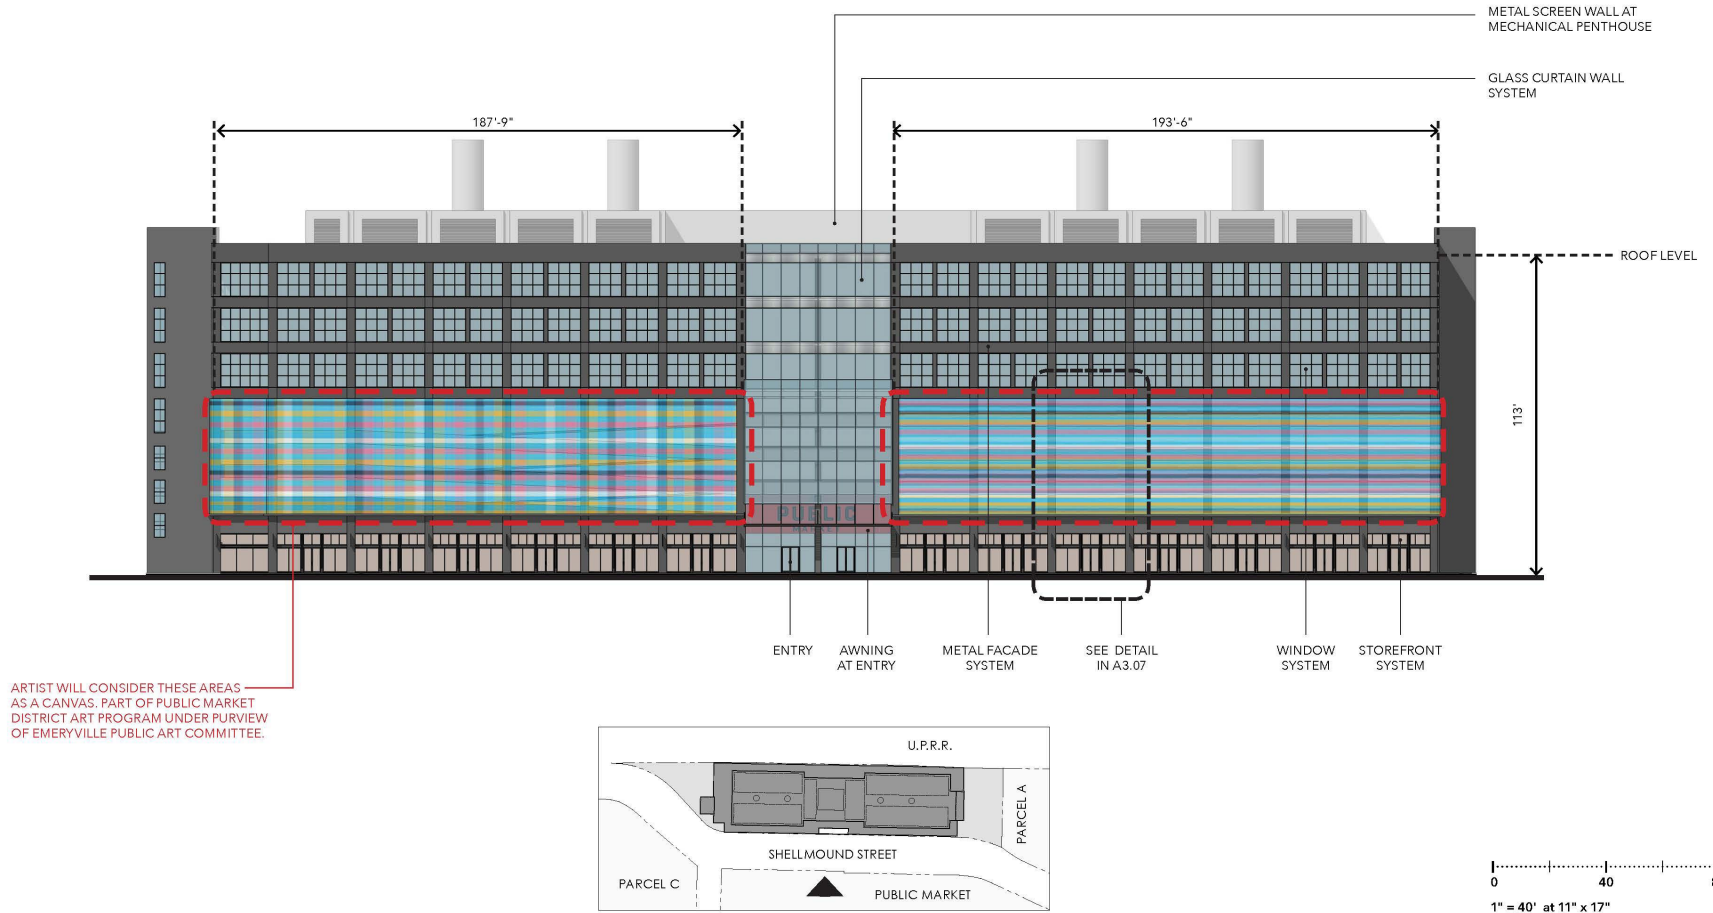 METAL SCREEN WALL AT
MECHANICAL PENTHOUSE
GLASS CURTAIN WALL
SYSTEM
187'-9"
193'-6"
ROOF LEVEL
113'
PUBLIC
MARKET
ENTRY
AWNING
AT ENTRY
METAL FACADE
SYSTEM
SEE DETAIL
IN A3.07
WINDOW
SYSTEM
STOREFRONT
SYSTEM
ARTIST WILL CONSIDER THESE AREAS
AS A CANVAS. PART OF PUBLIC MARKET
DISTRICT ART PROGRAM UNDER PURVIEW
OF EMERYVILLE PUBLIC ART COMMITTEE.
U.P.R.R.
PARCEL A
SHELLMOUND STREET
PARCEL C
PUBLIC MARKET
0 40
1" = 40' at 11" x 17"